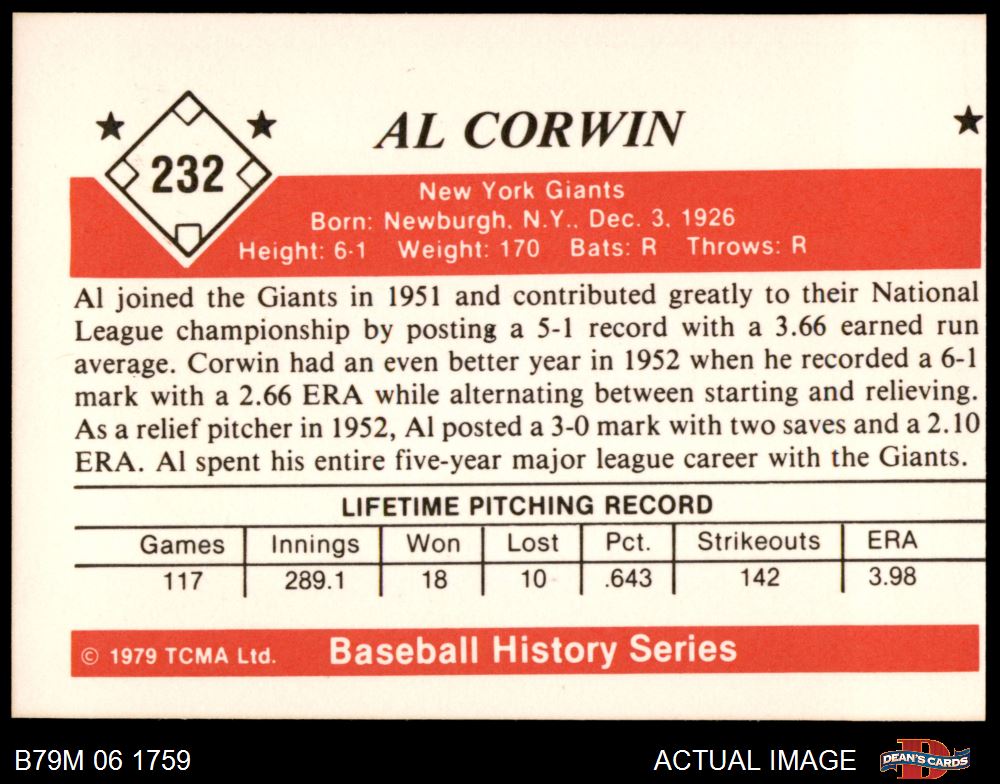 232
AL CORWIN
New York Giants
Born: Newburgh, N.Y., Dec. 3, 1926
Height: 6-1 Weight: 170 Bats: R Throws: R
Al joined the Giants in 1951 and contributed greatly to their National
League championship by posting a 5-1 record with a 3.66 earned run
average. Corwin had an even better year in 1952 when he recorded a 6-1
mark with a 2.66 ERA while alternating between starting and relieving.
As a relief pitcher in 1952, Al posted a 3-0 mark with two saves and a 2.10
ERA. Al spent his entire five-year major league career with the Giants.
LIFETIME PITCHING RECORD
Games Innings Won Lost Pct. Strikeouts ERA
117 289.1 18 10 .643 142 3.98
© 1979 TCMA Ltd. Baseball History Series
B79M 06 1759 ACTUAL IMAGE DEAN'S CARDS